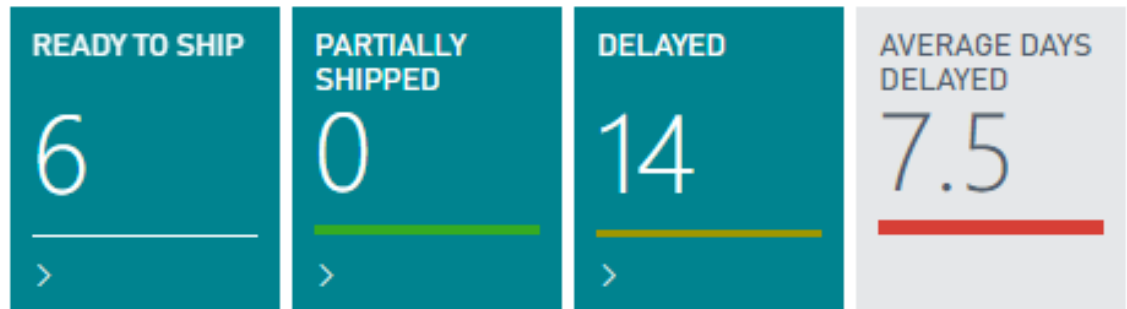 READY TO SHIP
6
PARTIALLY
SHIPPED
0
DELAYED
14
AVERAGE DAYS
DELAYED
7.5